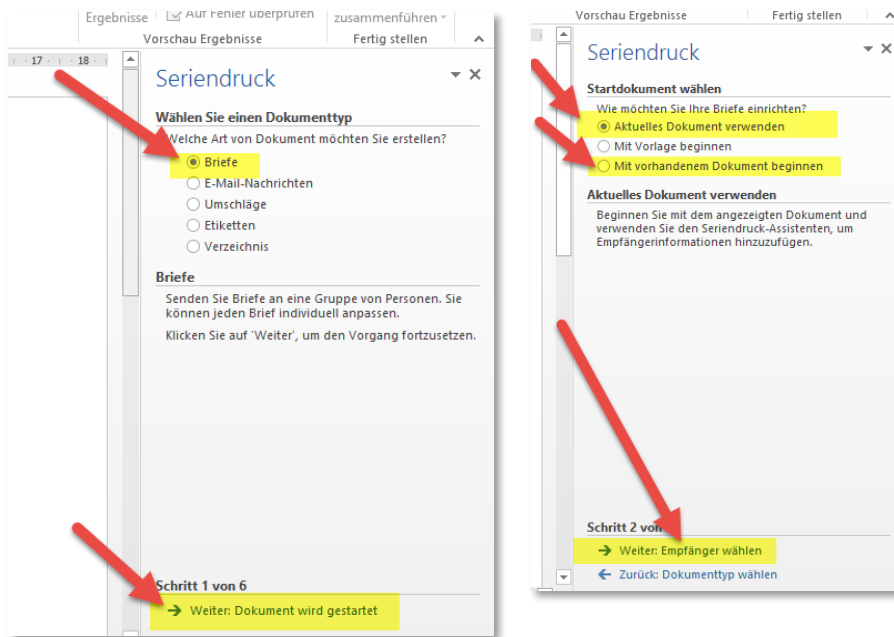 Ergebnisse
Auf Fehler überprüfen
zusammenführen
Vorschau Ergebnisse
Fertig stellen
17
18
Seriendruck
Wählen Sie einen Dokumenttyp
Welche Art von Dokument möchten Sie erstellen?
Briefe
E-Mail-Nachrichten
Umschläge
Etiketten
Verzeichnis
Briefe
Senden Sie Briefe an eine Gruppe von Personen. Sie
können jeden Brief individuell anpassen.
Klicken Sie auf 'Weiter', um den Vorgang fortzusetzen.
Schritt 1 von 6
Weiter: Dokument wird gestartet
Vorschau Ergebnisse
Fertig stellen
Seriendruck
Startdokument wählen
Wie möchten Sie Ihre Briefe einrichten?
Aktuelles Dokument verwenden
Mit Vorlage beginnen
Mit vorhandenem Dokument beginnen
Aktuelles Dokument verwenden
Beginnen Sie mit dem angezeigten Dokument und
verwenden Sie den Seriendruck-Assistenten, um
Empfängerinformationen hinzuzufügen.
Schritt 2 von
Weiter: Empfänger wählen
Zurück: Dokumenttyp wählen